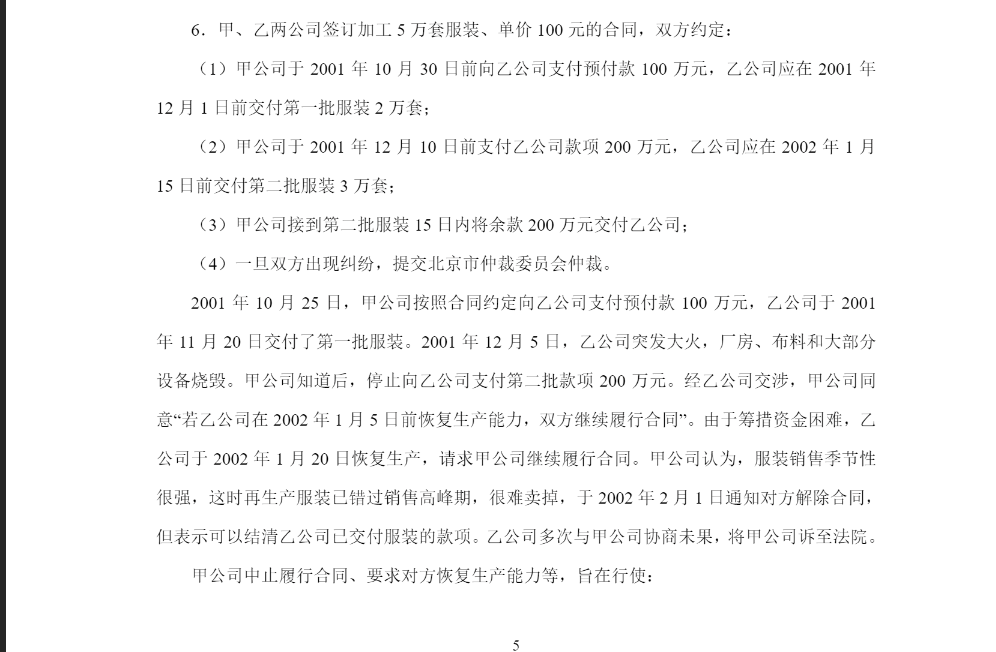 6．甲、乙两公司签订加工 5 万套服装、单价 100 元的合同，双方约定：
（1）甲公司于 2001 年 10 月 30 日前向乙公司支付预付款 100 万元，乙公司应在 2001 年
12 月 1 日前交付第一批服装 2 万套；
（2）甲公司于 2001 年 12 月 10 日前支付乙公司款项 200 万元，乙公司应在 2002 年 1 月
15 日前交付第二批服装 3 万套；
（3）甲公司接到第二批服装 15 日内将余款 200 万元交付乙公司；
（4）一旦双方出现纠纷，提交北京市仲裁委员会仲裁。
2001 年 10 月 25 日，甲公司按照合同约定向乙公司支付预付款 100 万元，乙公司于 2001
年 11 月 20 日交付了第一批服装。2001 年 12 月 5 日，乙公司突发大火，厂房、布料和大部分
设备烧毁。甲公司知道后，停止向乙公司支付第二批款项 200 万元。经乙公司交涉，甲公司同
意“若乙公司在 2002 年 1 月 5 日前恢复生产能力，双方继续履行合同”。由于筹措资金困难，乙
公司于 2002 年 1 月 20 日恢复生产，请求甲公司继续履行合同。甲公司认为，服装销售季节性
很强，这时再生产服装已错过销售高峰期，很难卖掉，于 2002 年 2 月 1 日通知对方解除合同，
但表示可以结清乙公司已交付服装的款项。乙公司多次与甲公司协商未果，将甲公司诉至法院。
甲公司中止履行合同、要求对方恢复生产能力等，旨在行使：
5